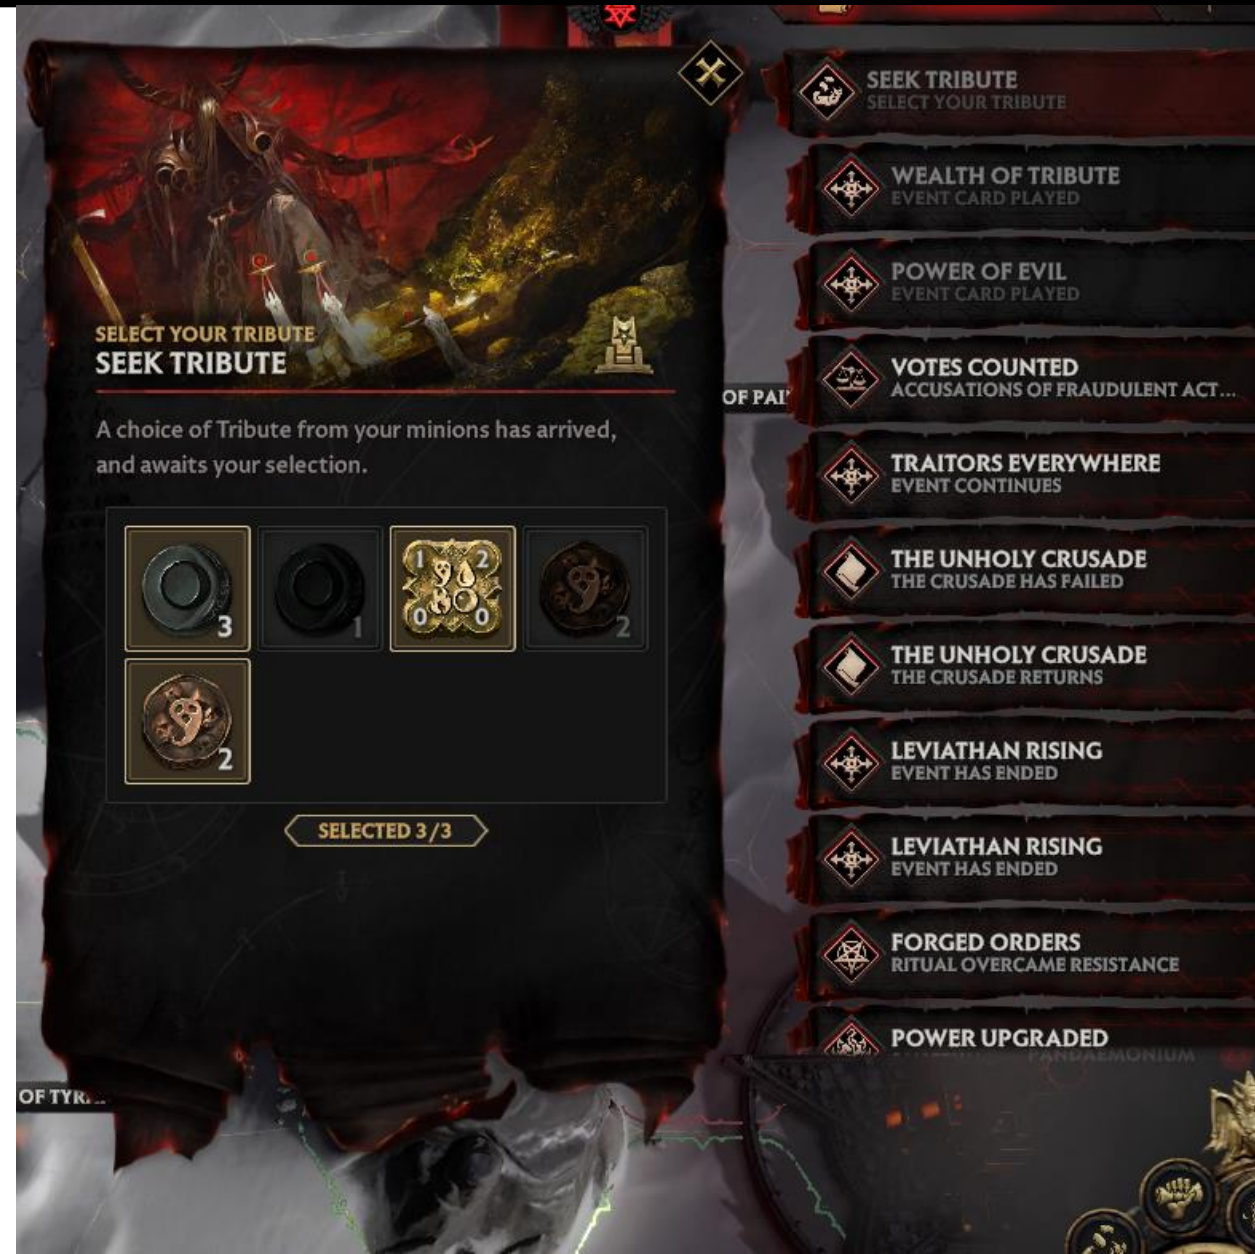 SELECT YOUR TRIBUTE
SEEK TRIBUTE
A choice of Tribute from your minions has arrived,
and awaits your selection.
3
1
1 2
0 0
2
2
SELECTED 3/3
OF PAI
SEEK TRIBUTE
SELECT YOUR TRIBUTE
WEALTH OF TRIBUTE
EVENT CARD PLAYED
POWER OF EVIL
EVENT CARD PLAYED
VOTES COUNTED
ACCUSATIONS OF FRAUDULENT ACT...
TRAITORS EVERYWHERE
EVENT CONTINUES
THE UNHOLY CRUSADE
THE CRUSADE HAS FAILED
THE UNHOLY CRUSADE
THE CRUSADE RETURNS
LEVIATHAN RISING
EVENT HAS ENDED
LEVIATHAN RISING
EVENT HAS ENDED
FORGED ORDERS
RITUAL OVERCAME RESISTANCE
POWER UPGRADED
PANDAEMONIUM
OF TYR